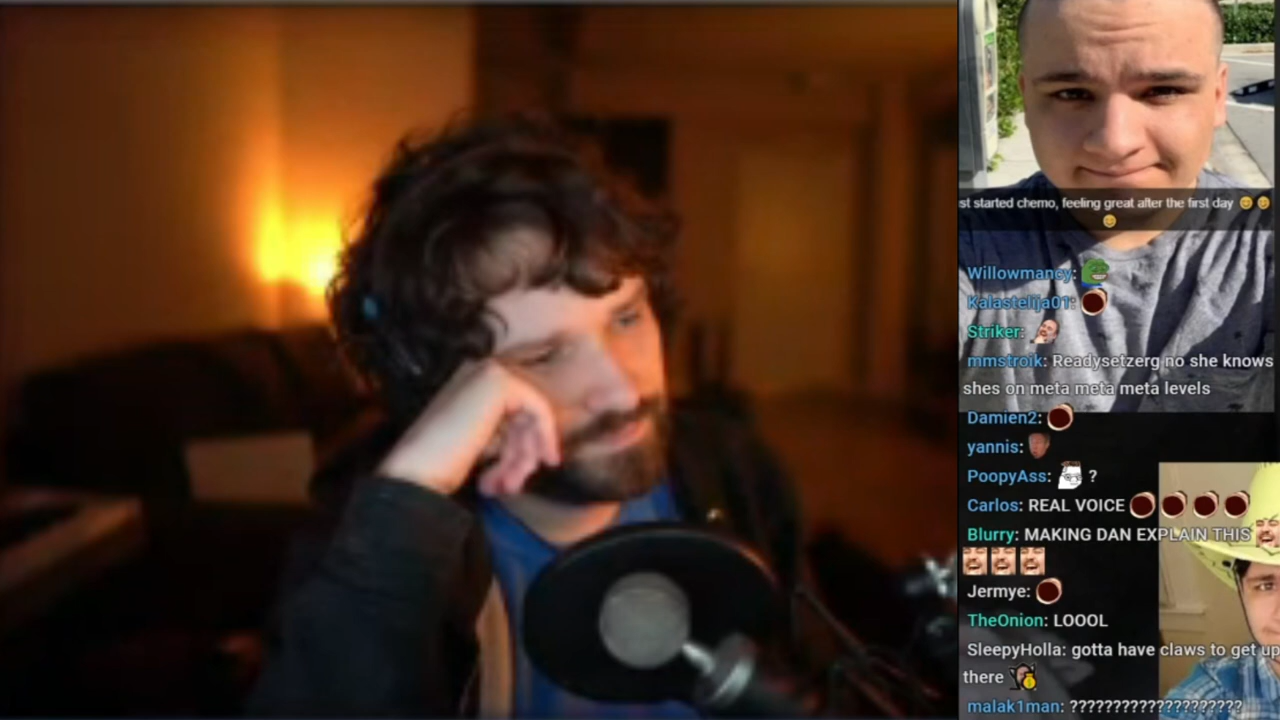 st started chemo, feeling great after the first day
Willowmancy:
Kalastelija01:
Striker:
mmstroik: Readysetzerg no she knows
shes on meta meta meta levels
Damien2:
yannis:
PoopyAss: ?
Carlos: REAL VOICE
Blurry: MAKING DAN EXPLAIN THIS
Jermye:
TheOnion: LOOOL
SleepyHolla: gotta have claws to get up
there
malak1man: ????????????????????